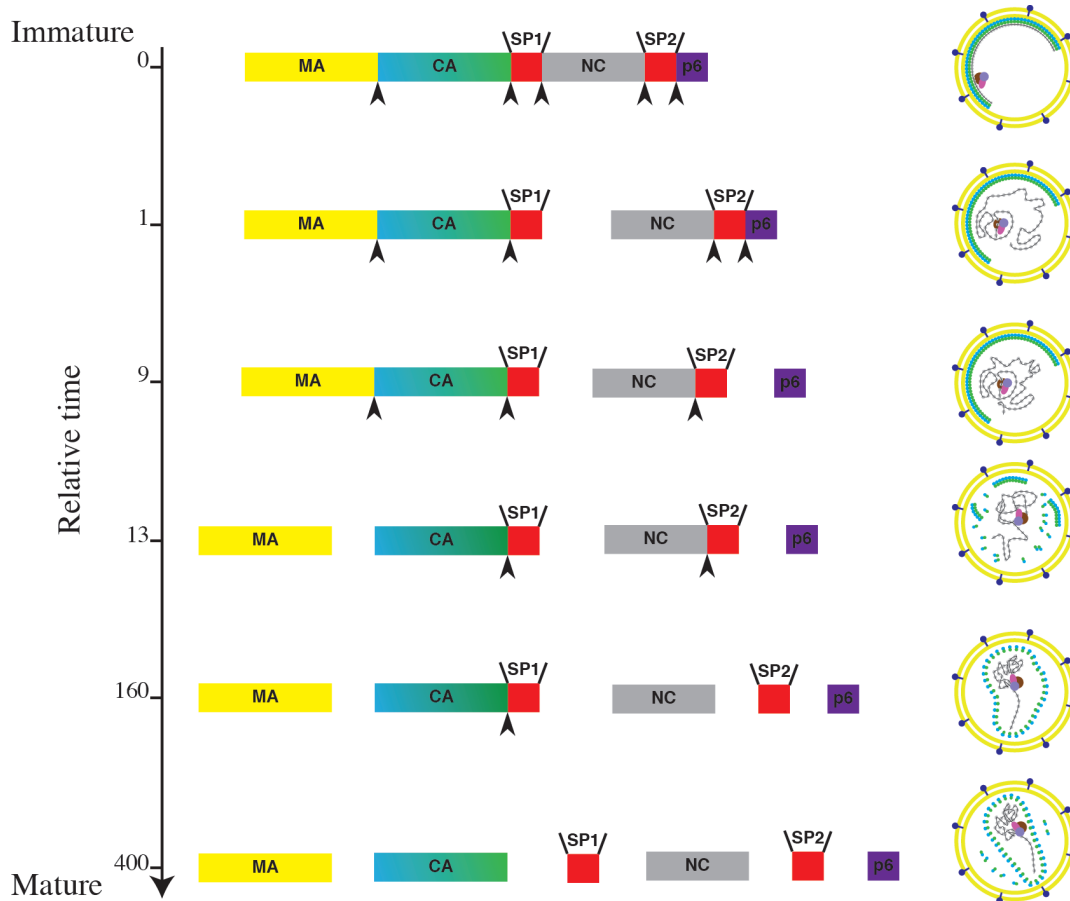 Immature
SP1 SP2
0 MA CA NC p6
SP1 SP2
1 MA CA NC p6
SP1 SP2
9 MA CA NC p6
Relative time
SP1 SP2
13 MA CA NC p6
SP1 SP2
160 MA CA NC p6
SP1 SP2
400 MA CA NC p6
Mature